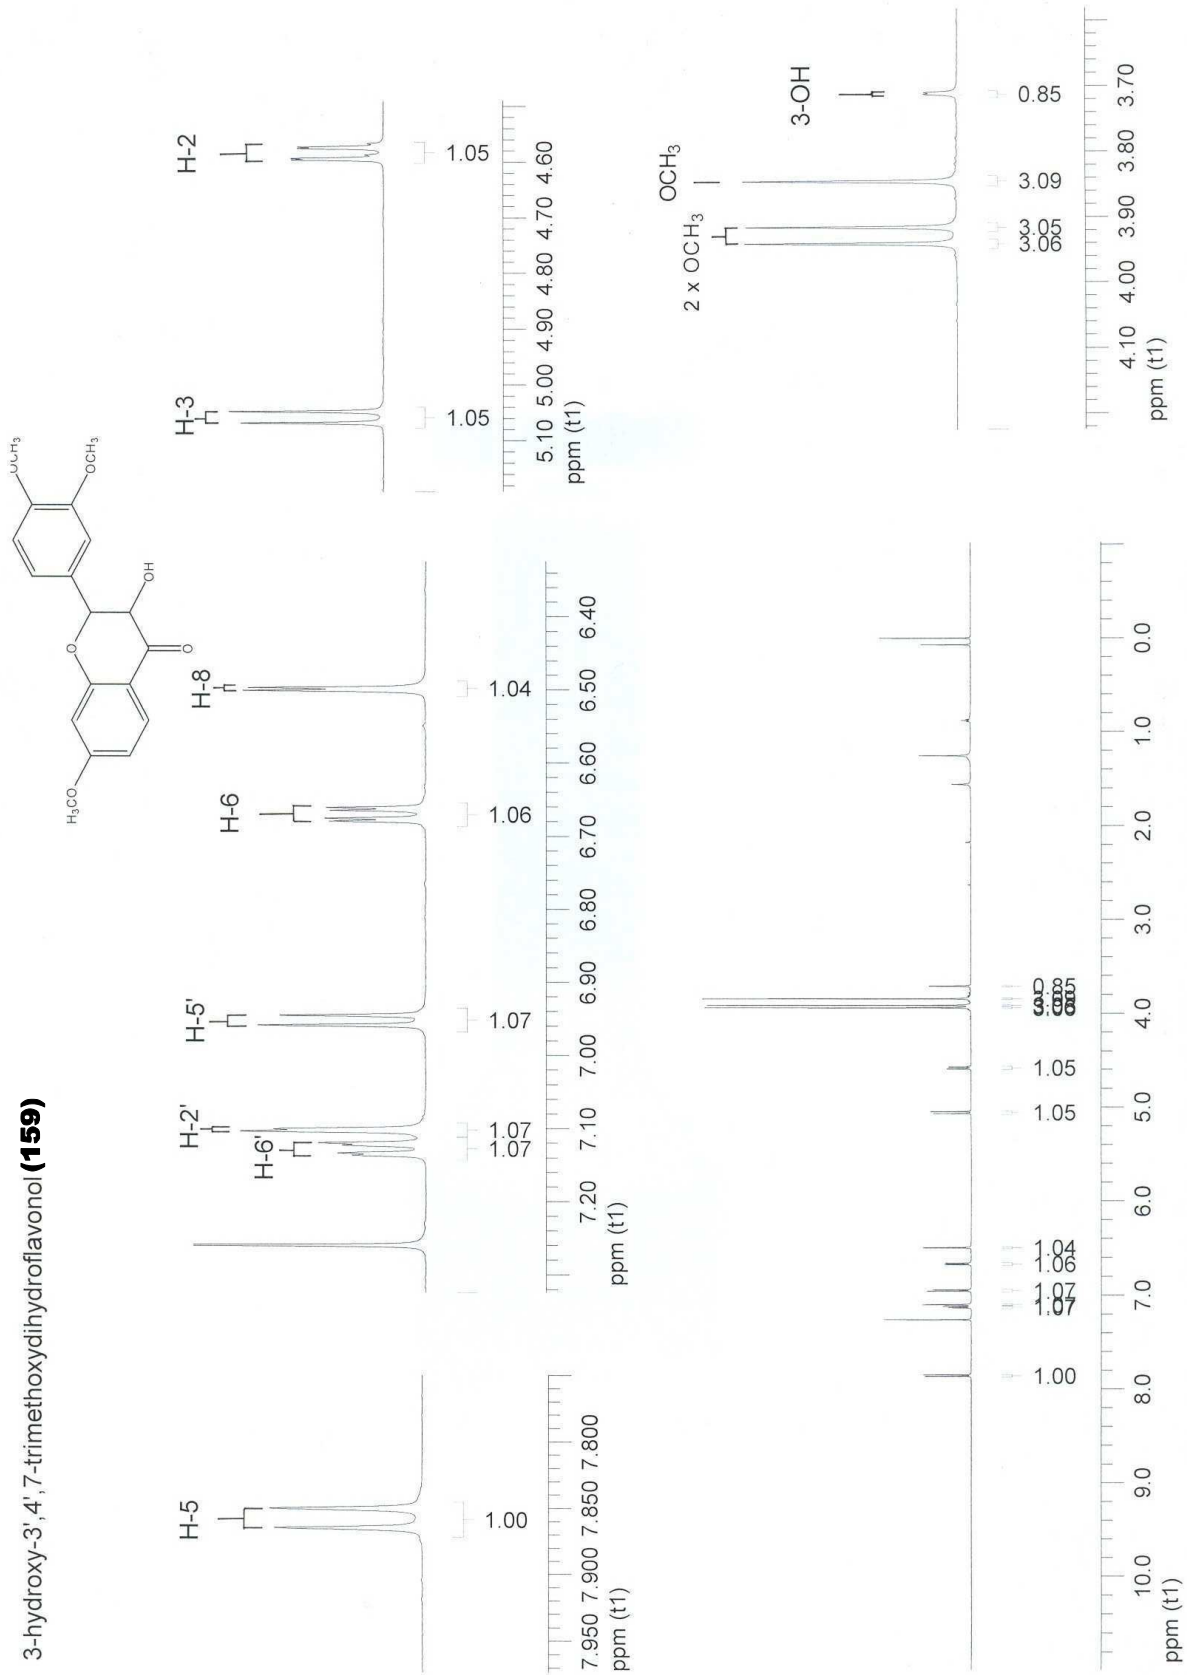 3-hydroxy-3',4',7-trimethoxydihydroflavonol (159)
H₃CO
O
O
OH
OCH₃
OCH₃
H-5
1.00
7.950 7.900 7.850 7.800
ppm (t1)
H-6'
H-2'
H-5'
H-6
H-8
1.07
1.07
1.07
1.06
1.04
7.20 7.10 7.00 6.90 6.80 6.70 6.60 6.50 6.40
ppm (t1)
H-3
H-2
1.05
1.05
5.10 5.00 4.90 4.80 4.70 4.60
ppm (t1)
1.00
1.07
1.07
1.06
1.04
1.05
1.05
3.06
0.85
10.0 9.0 8.0 7.0 6.0 5.0 4.0 3.0 2.0 1.0 0.0
ppm (t1)
2 x OCH₃
OCH₃
3-OH
3.06
3.05
3.09
0.85
4.10 4.00 3.90 3.80 3.70
ppm (t1)